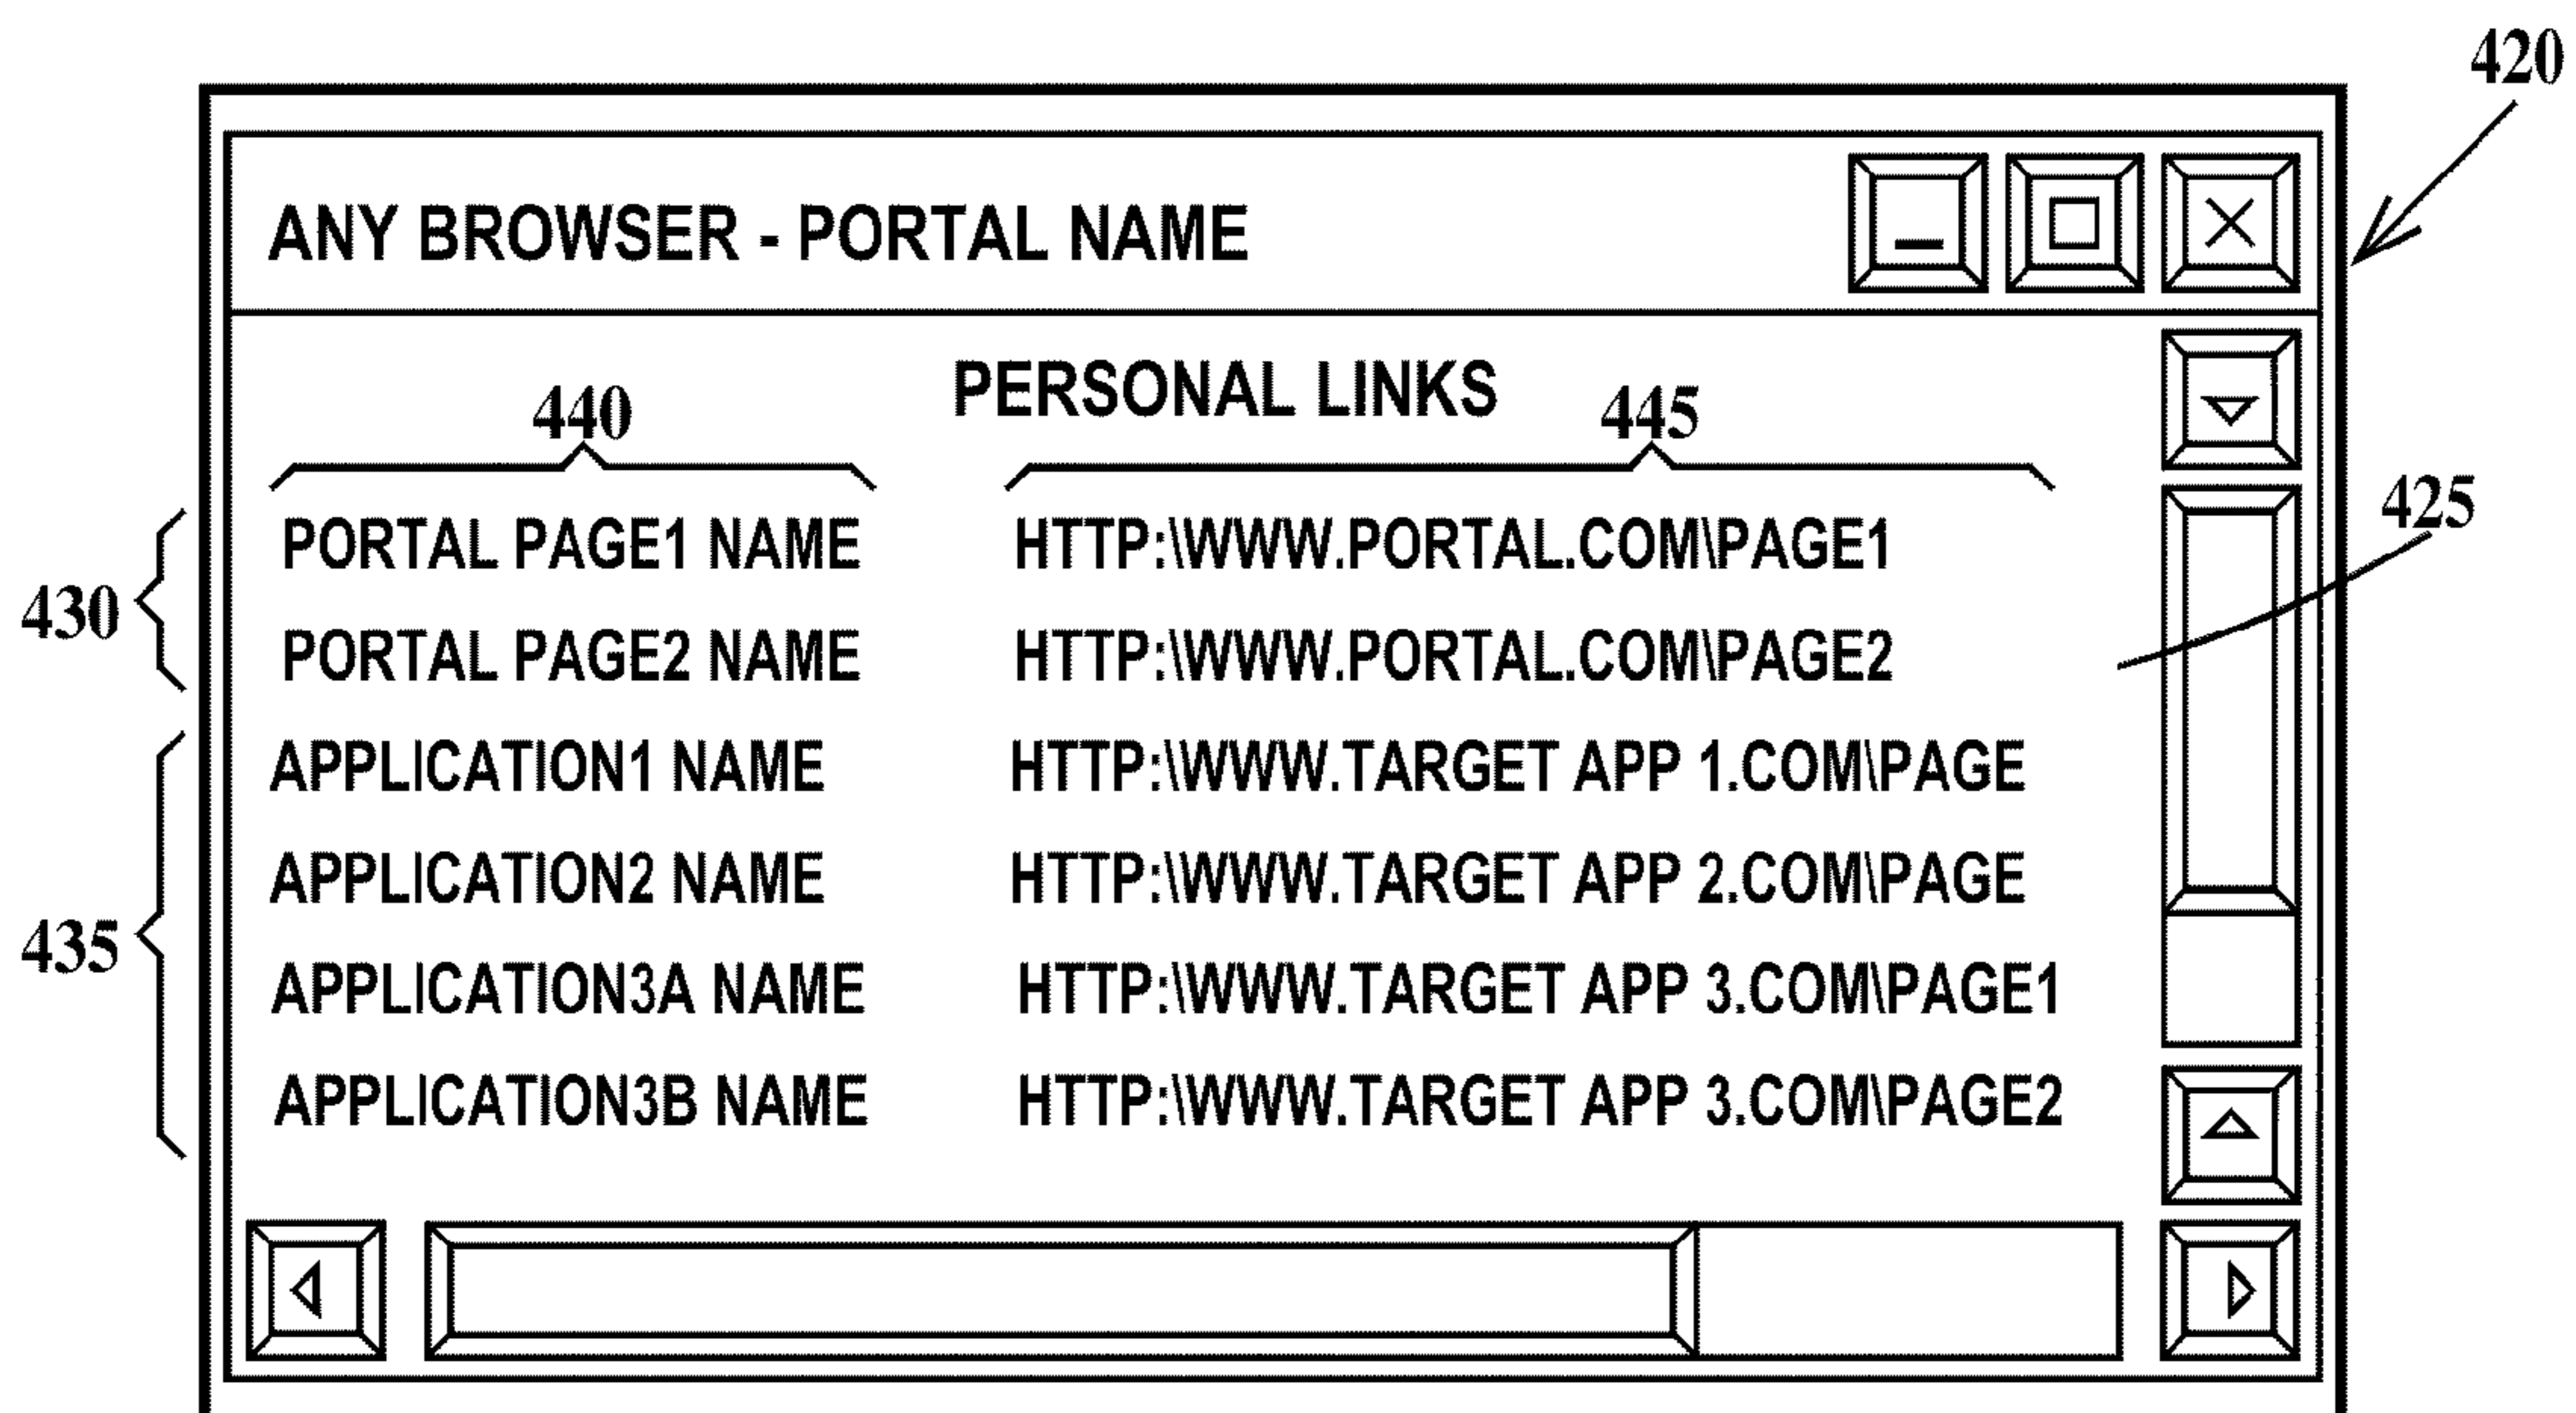 420
ANY BROWSER - PORTAL NAME
PERSONAL LINKS
440 445
425
PORTAL PAGE1 NAME HTTP:\WWW.PORTAL.COM\PAGE1
430
PORTAL PAGE2 NAME HTTP:\WWW.PORTAL.COM\PAGE2
APPLICATION1 NAME HTTP:\WWW.TARGET APP 1.COM\PAGE
APPLICATION2 NAME HTTP:\WWW.TARGET APP 2.COM\PAGE
435
APPLICATION3A NAME HTTP:\WWW.TARGET APP 3.COM\PAGE1
APPLICATION3B NAME HTTP:\WWW.TARGET APP 3.COM\PAGE2